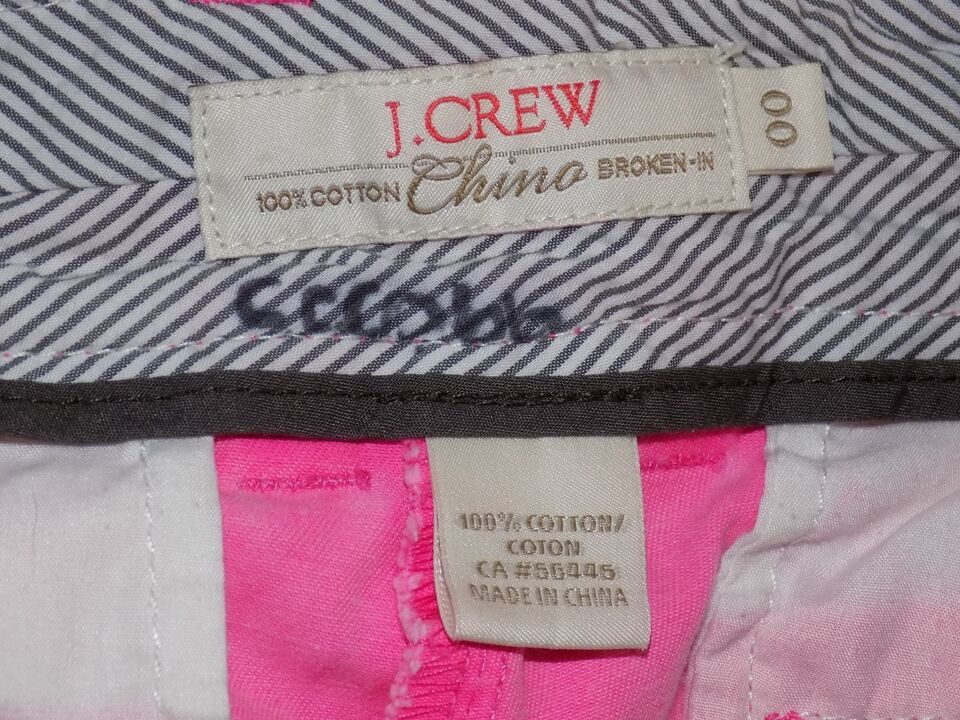 J.CREW
100% COTTON Chino BROKEN-IN
00
100% COTTON/
COTON
CA #56445
MADE IN CHINA